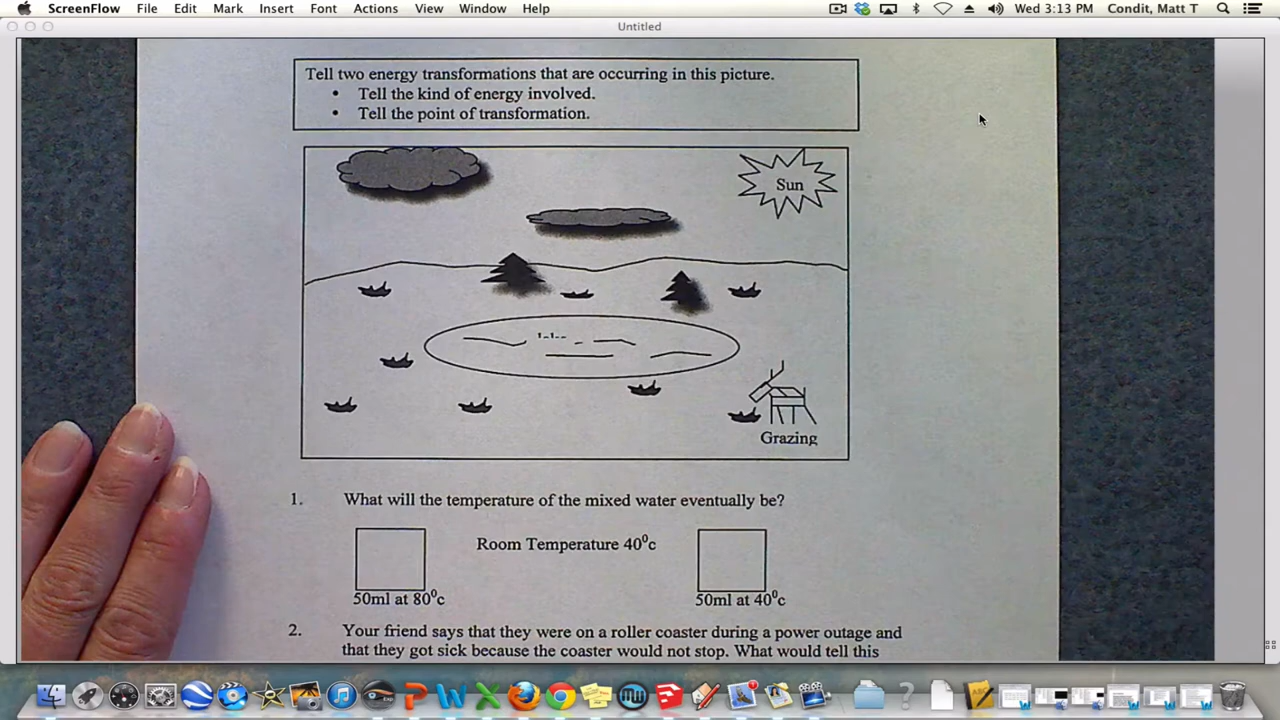 ScreenFlow File Edit Mark Insert Font Actions View Window Help Wed 3:13 PM Condit, Matt T
Untitled
Tell two energy transformations that are occurring in this picture.
• Tell the kind of energy involved.
• Tell the point of transformation.
Sun
Grazing
1. What will the temperature of the mixed water eventually be?
Room Temperature 40⁰c
50ml at 80⁰c 50ml at 40⁰c
2. Your friend says that they were on a roller coaster during a power outage and
that they got sick because the coaster would not stop. What would tell this